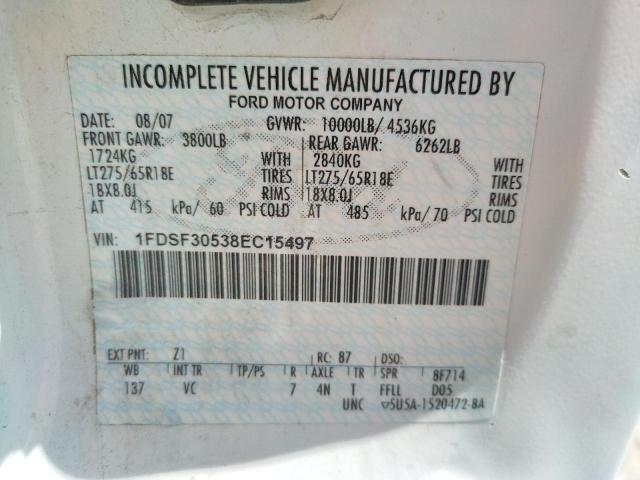 INCOMPLETE VEHICLE MANUFACTURED BY
FORD MOTOR COMPANY
DATE: 08/07 GVWR: 10000LB/ 4536KG
FRONT GAWR: 3800LB REAR GAWR: 6262LB
1724KG WITH 2840KG WITH
LT275/65R18E TIRES LT275/65R18E TIRES
18X8.0J RIMS 18X8.0J RIMS
AT 415 kPa/ 60 PSI COLD AT 485 kPa/ 70 PSI COLD
VIN: 1FDSF30538EC15497
EXT PNT: Z1 RC: 87 DSO:
WB INT TR TP/PS R AXLE TR SPR 8F714
137 VC 7 4N T FFLL D05
UNC ▽5U5A-1520472-8A